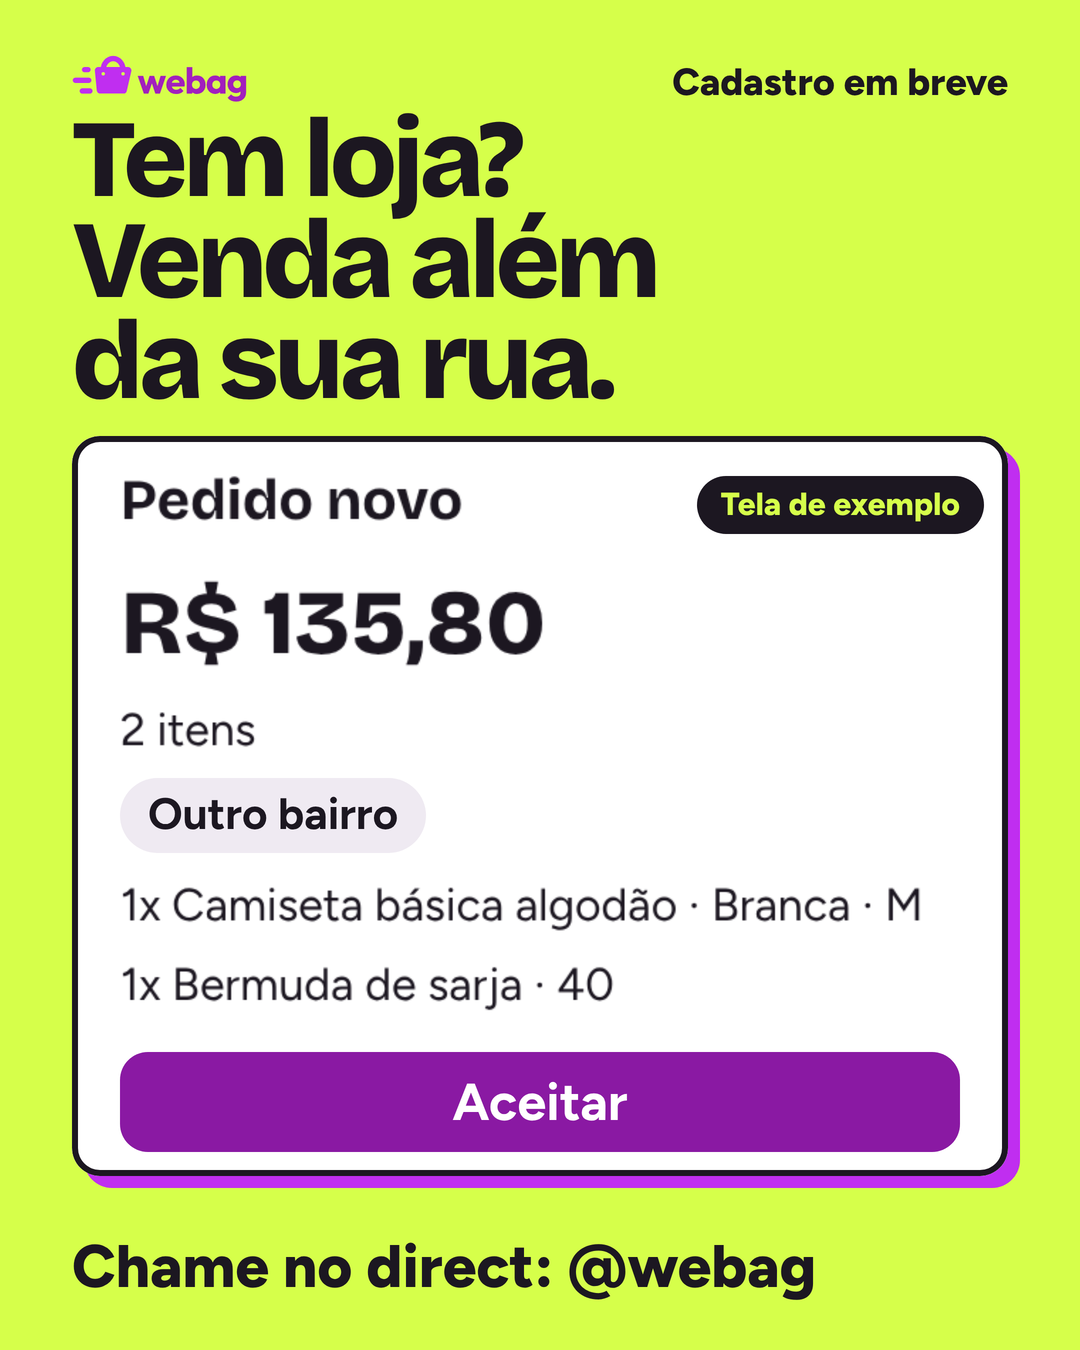 webag
Cadastro em breve
Tem loja?
Venda além
da sua rua.
Pedido novo
Tela de exemplo
R$ 135,80
2 itens
Outro bairro
1x Camiseta básica algodão · Branca · M
1x Bermuda de sarja · 40
Aceitar
Chame no direct: @webag